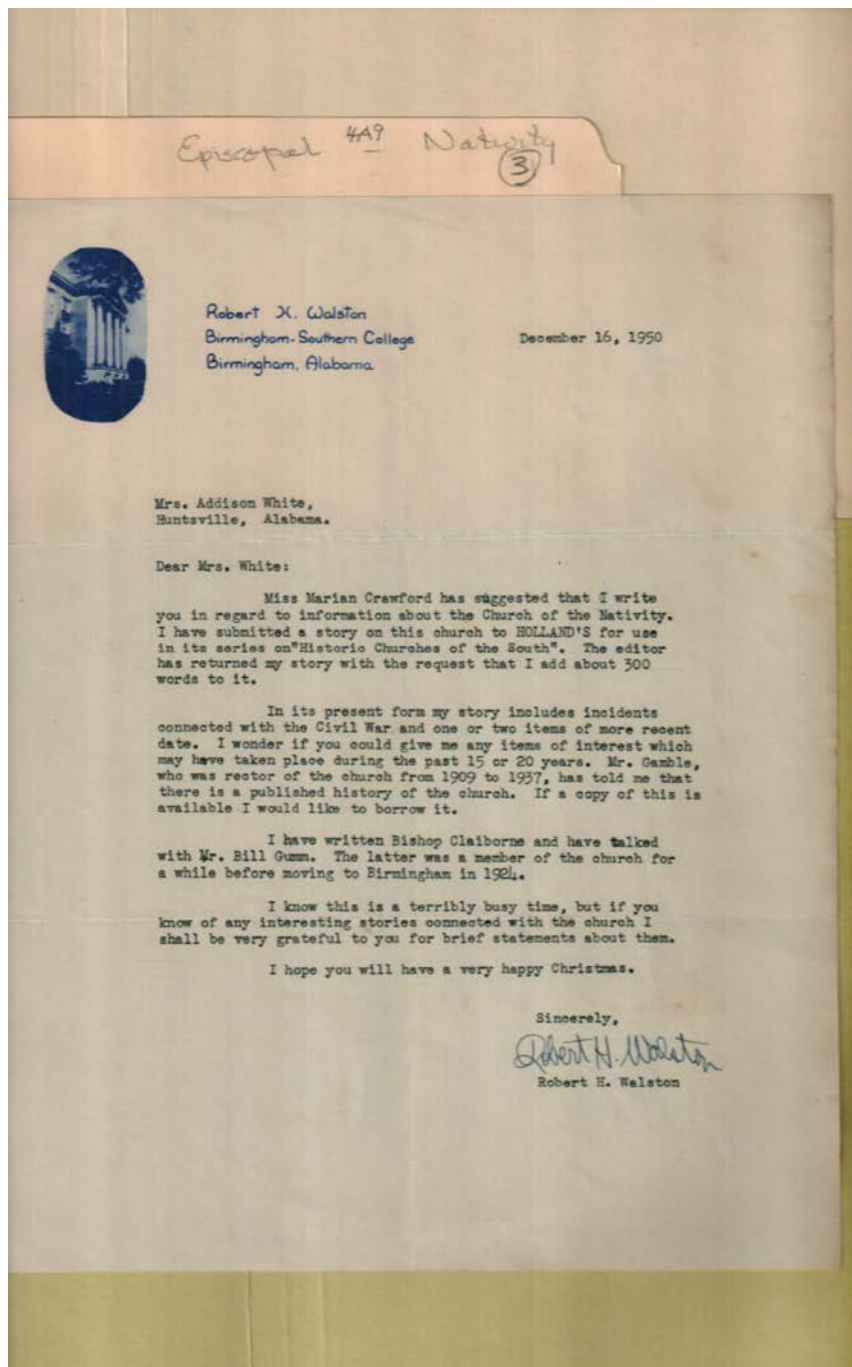 Episcopal 4A9 Nativity
3
Robert H. Walston
Birmingham-Southern College
Birmingham, Alabama
December 16, 1950
Mrs. Addison White,
Huntsville, Alabama.
Dear Mrs. White:
Miss Marian Crawford has suggested that I write
you in regard to information about the Church of the Nativity.
I have submitted a story on this church to HOLLAND'S for use
in its series on"Historic Churches of the South". The editor
has returned my story with the request that I add about 300
words to it.
In its present form my story includes incidents
connected with the Civil War and one or two items of more recent
date. I wonder if you could give me any items of interest which
may have taken place during the past 15 or 20 years. Mr. Gamble,
who was rector of the church from 1909 to 1937, has told me that
there is a published history of the church. If a copy of this is
available I would like to borrow it.
I have written Bishop Claiborne and have talked
with Mr. Bill Gumm. The latter was a member of the church for
a while before moving to Birmingham in 1924.
I know this is a terribly busy time, but if you
know of any interesting stories connected with the church I
shall be very grateful to you for brief statements about them.
I hope you will have a very happy Christmas.
Sincerely,
Robert H. Walston
Robert H. Walston